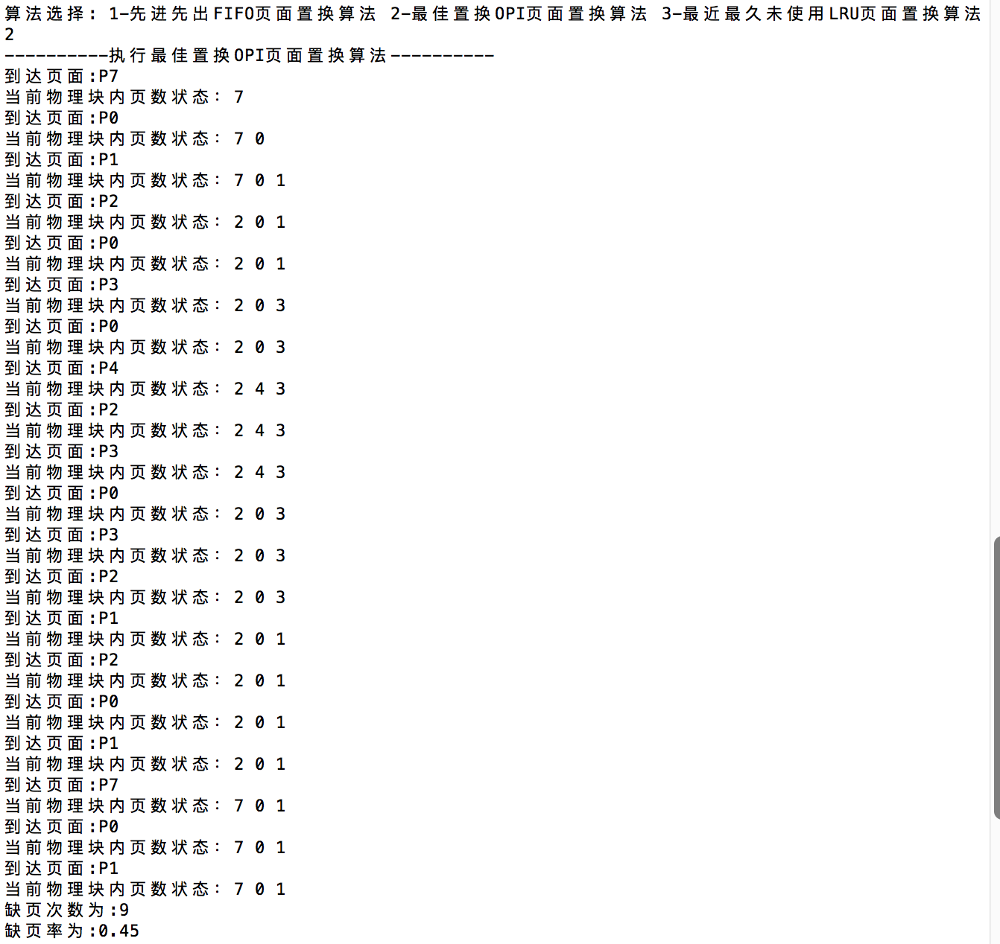 算法选择: 1-先进先出FIFO页面置换算法 2-最佳置换OPI页面置换算法 3-最近最久未使用LRU页面置换算法
2
----------执行最佳置换OPI页面置换算法----------
到达页面:P7
当前物理块内页数状态: 7
到达页面:P0
当前物理块内页数状态: 7 0
到达页面:P1
当前物理块内页数状态: 7 0 1
到达页面:P2
当前物理块内页数状态: 2 0 1
到达页面:P0
当前物理块内页数状态: 2 0 1
到达页面:P3
当前物理块内页数状态: 2 0 3
到达页面:P0
当前物理块内页数状态: 2 0 3
到达页面:P4
当前物理块内页数状态: 2 4 3
到达页面:P2
当前物理块内页数状态: 2 4 3
到达页面:P3
当前物理块内页数状态: 2 4 3
到达页面:P0
当前物理块内页数状态: 2 0 3
到达页面:P3
当前物理块内页数状态: 2 0 3
到达页面:P2
当前物理块内页数状态: 2 0 3
到达页面:P1
当前物理块内页数状态: 2 0 1
到达页面:P2
当前物理块内页数状态: 2 0 1
到达页面:P0
当前物理块内页数状态: 2 0 1
到达页面:P1
当前物理块内页数状态: 2 0 1
到达页面:P7
当前物理块内页数状态: 7 0 1
到达页面:P0
当前物理块内页数状态: 7 0 1
到达页面:P1
当前物理块内页数状态: 7 0 1
缺页次数为:9
缺页率为:0.45